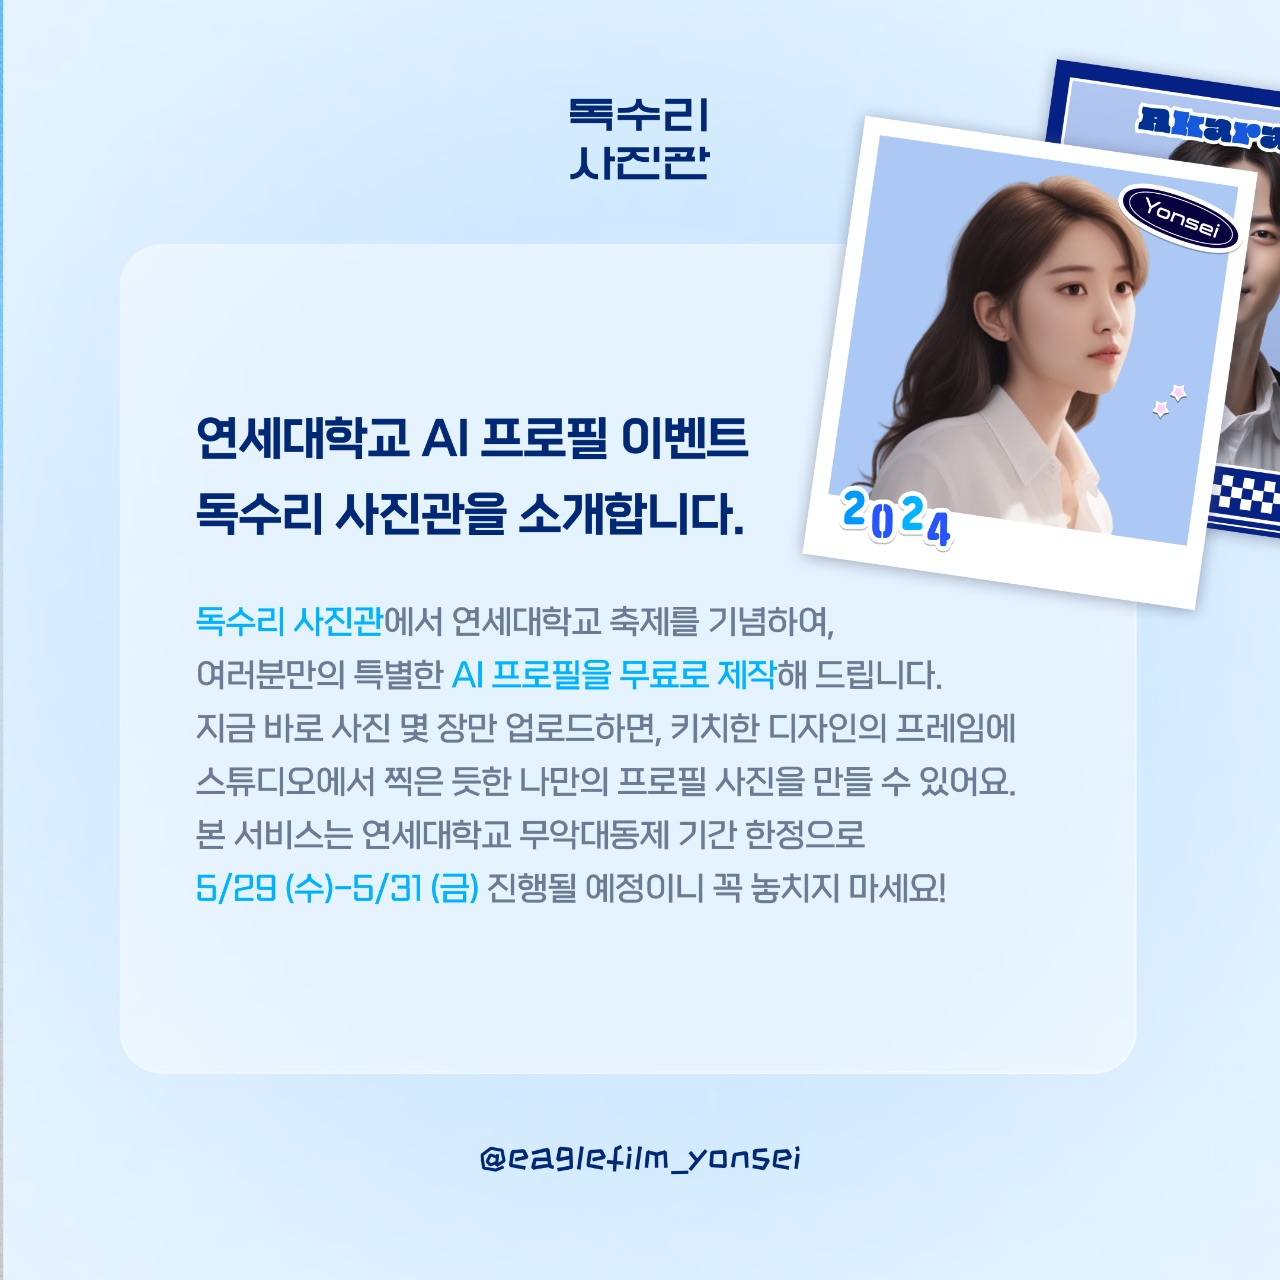 독수리
사진관
Yonsei
2024
연세대학교 AI 프로필 이벤트
독수리 사진관을 소개합니다.
독수리 사진관에서 연세대학교 축제를 기념하여,
여러분만의 특별한 AI 프로필을 무료로 제작해 드립니다.
지금 바로 사진 몇 장만 업로드하면, 키치한 디자인의 프레임에
스튜디오에서 찍은 듯한 나만의 프로필 사진을 만들 수 있어요.
본 서비스는 연세대학교 무악대동제 기간 한정으로
5/29 (수)-5/31 (금) 진행될 예정이니 꼭 놓치지 마세요!
@eaglefilm_yonsei